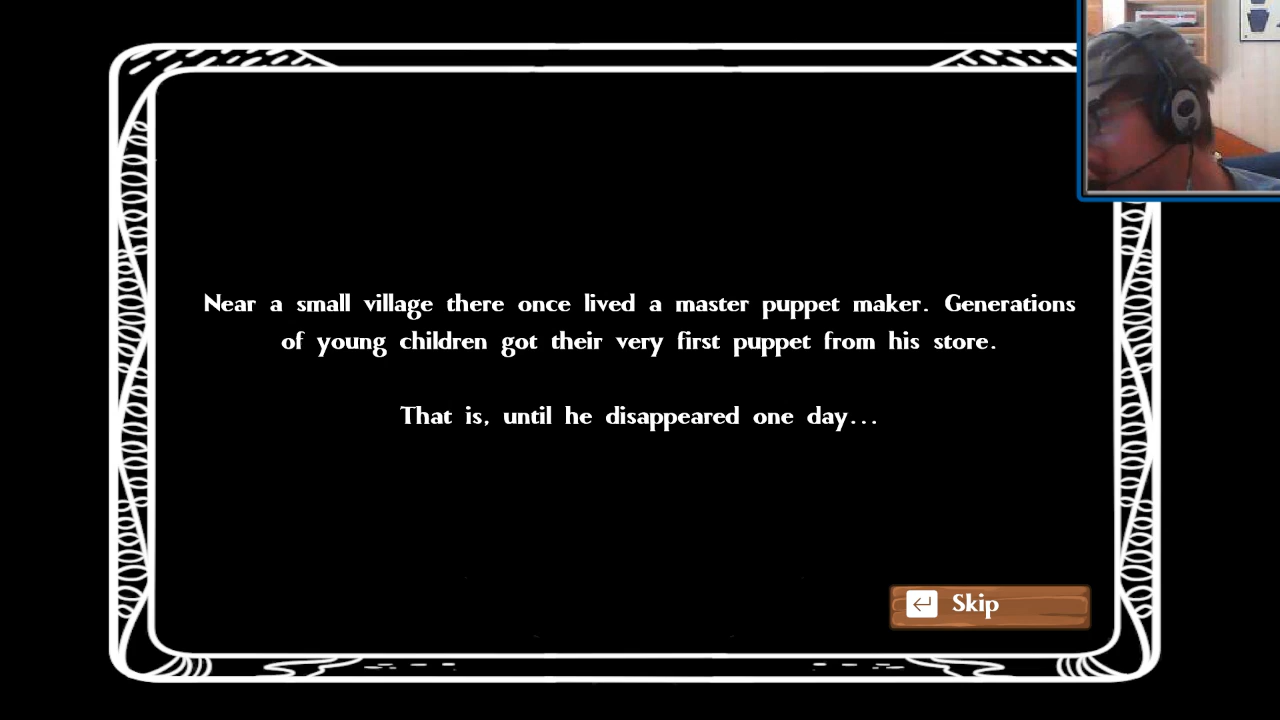 Near a small village there once lived a master puppet maker. Generations
of young children got their very first puppet from his store.
That is, until he disappeared one day...
Skip